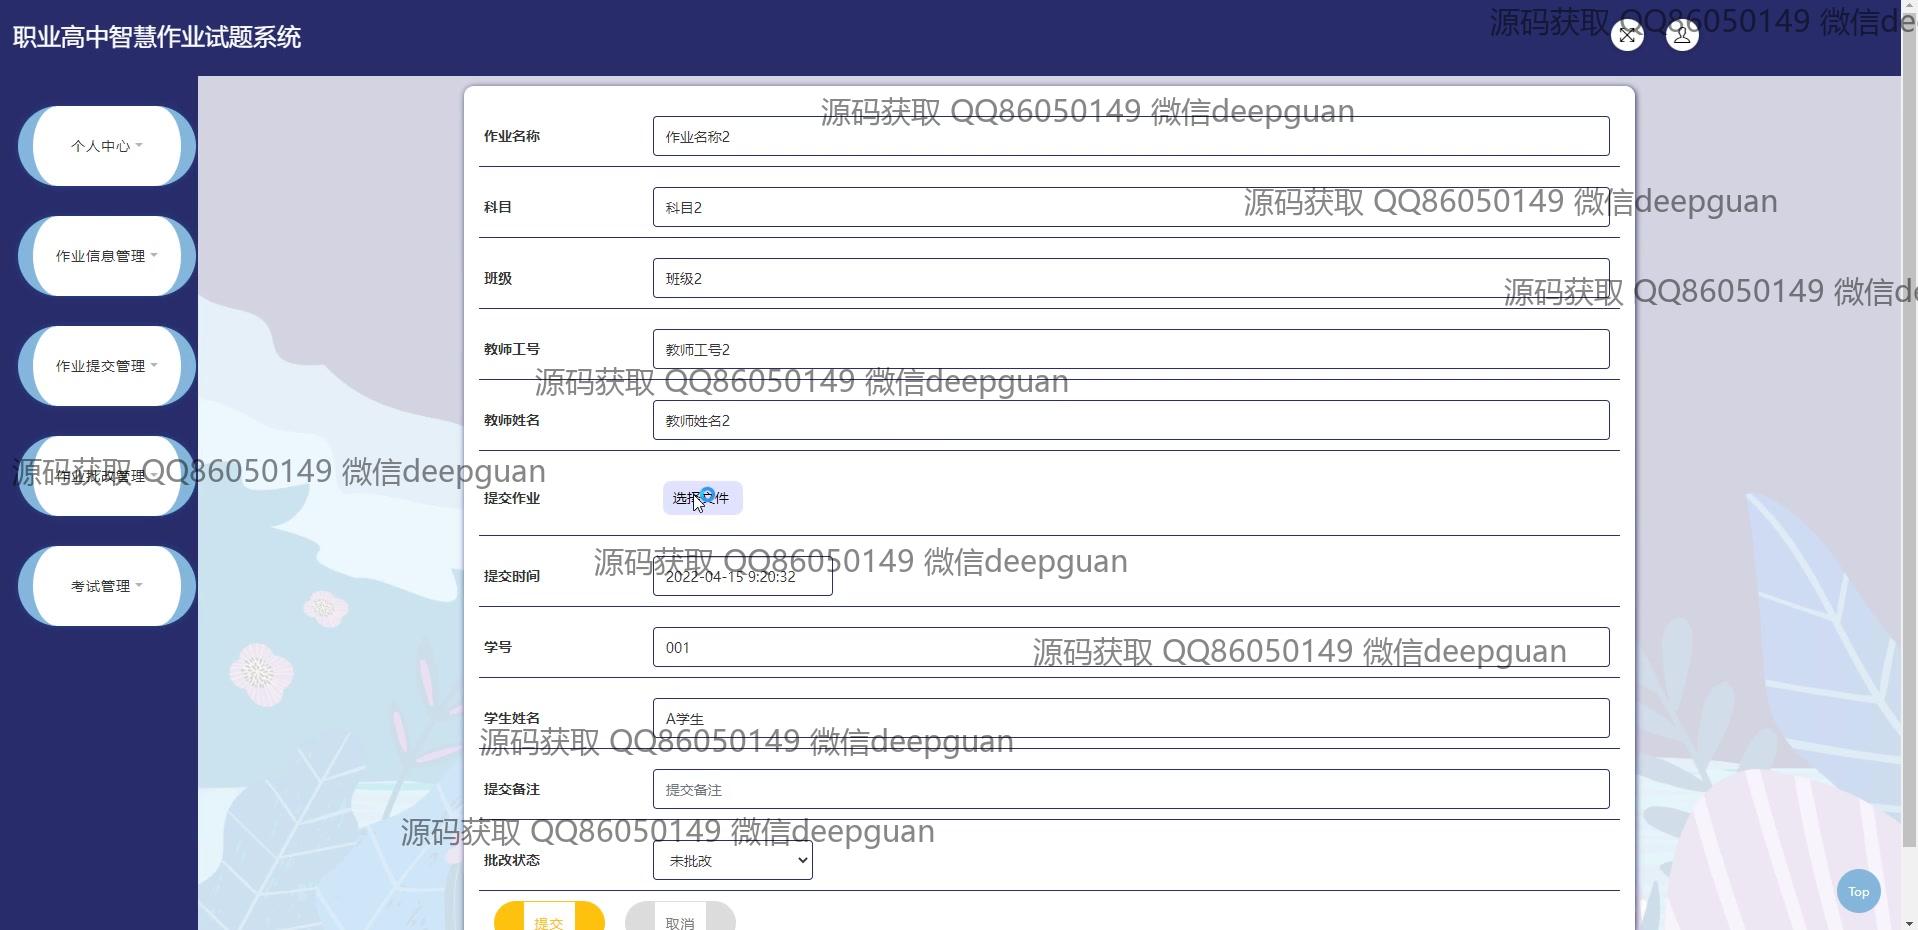 职业高中智慧作业试题系统
源码获取 QQ86050149 微信de
个人中心
作业信息管理
作业提交管理
作业批改管理
考试管理
源码获取 QQ86050149 微信deepguan
作业名称 作业名称2
源码获取 QQ86050149 微信deepguan
科目 科目2
班级 班级2
源码获取 QQ86050149 微信de
教师工号 教师工号2
源码获取 QQ86050149 微信deepguan
教师姓名 教师姓名2
源码获取 QQ86050149 微信deepguan
提交作业 选择文件
源码获取 QQ86050149 微信deepguan
提交时间 2022-04-15 9:20:32
学号 001
源码获取 QQ86050149 微信deepguan
学生姓名 A学生
源码获取 QQ86050149 微信deepguan
提交备注 提交备注
源码获取 QQ86050149 微信deepguan
批改状态 未批改
提交 取消
Top